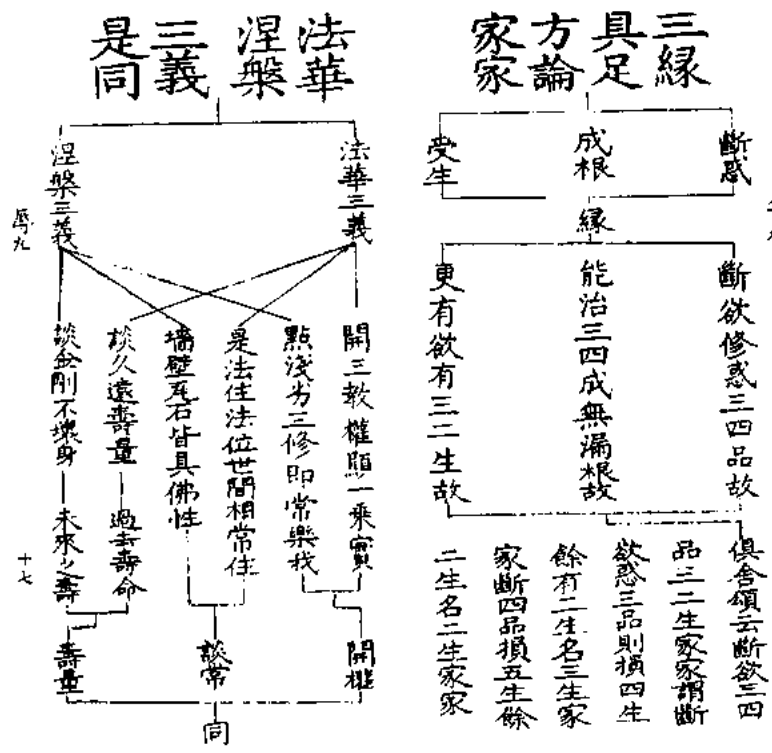 三緣
具足
方論
家家
斷惑
成根
受生
緣
斷欲修惑三四品故
能治三四成無漏根故
更有欲有三二生故
俱舍頌云斷欲三四
品三二生家家謂斷
欲惑三品則損四生
餘有二生名三生家
家斷四品損五生餘
二生名二生家家
法華
涅槃
三義
是同
法華三義
涅槃三義
開三教權顯一乘實
點淺劣三修即常樂我
是法住法位世間相常住
墻壁瓦石皆具佛性
談久遠壽量
過去壽命
談金剛不壞身
未來之壽
開權
談常
壽量
同
十七